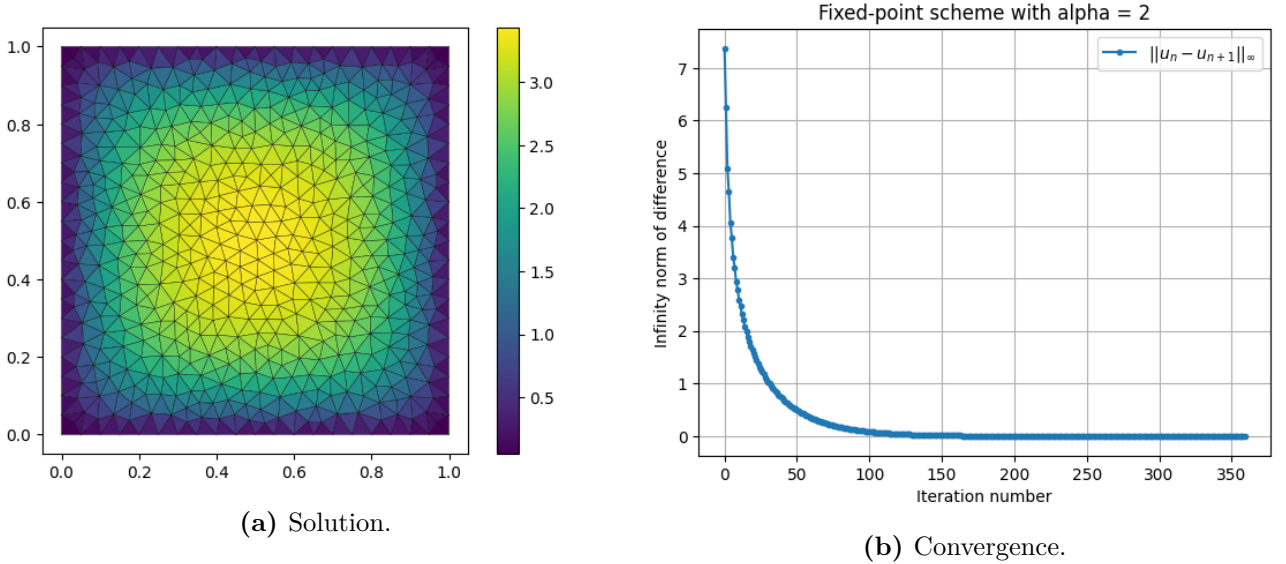 1.0
0.8
0.6
0.4
0.2
0.0
0.0 0.2 0.4 0.6 0.8 1.0
3.0
2.5
2.0
1.5
1.0
0.5
(a) Solution.
Fixed-point scheme with alpha = 2
||u_n − u_{n+1}||_∞
Infinity norm of difference
7
6
5
4
3
2
1
0
0 50 100 150 200 250 300 350
Iteration number
(b) Convergence.